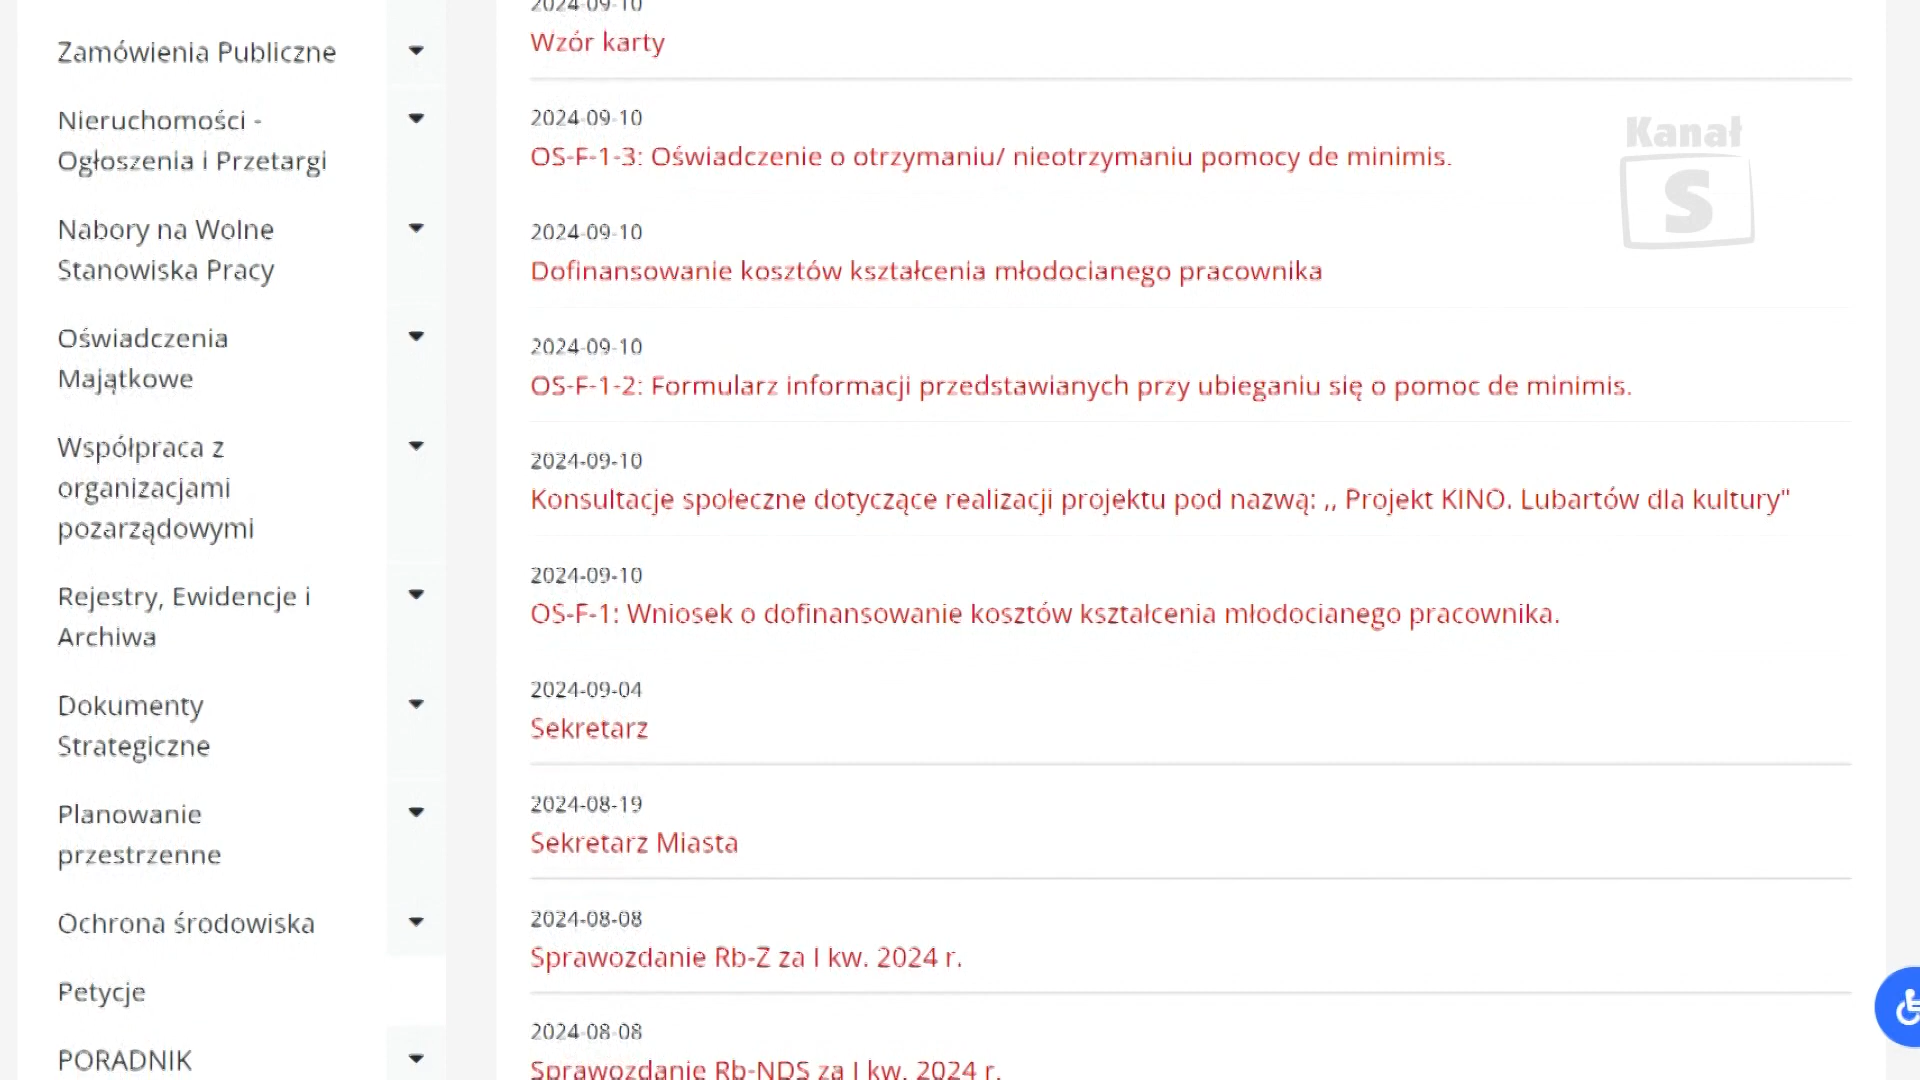 Zamówienia Publiczne
Nieruchomości -
Ogłoszenia i Przetargi
Nabory na Wolne
Stanowiska Pracy
Oświadczenia
Majątkowe
Współpraca z
organizacjami
pozarządowymi
Rejestry, Ewidencje i
Archiwa
Dokumenty
Strategiczne
Planowanie
przestrzenne
Ochrona środowiska
Petycje
PORADNIK
2024-09-10
Wzór karty
2024-09-10
OS-F-1-3: Oświadczenie o otrzymaniu/ nieotrzymaniu pomocy de minimis.
2024-09-10
Dofinansowanie kosztów kształcenia młodocianego pracownika
2024-09-10
OS-F-1-2: Formularz informacji przedstawianych przy ubieganiu się o pomoc de minimis.
2024-09-10
Konsultacje społeczne dotyczące realizacji projektu pod nazwą: ,, Projekt KINO. Lubartów dla kultury"
2024-09-10
OS-F-1: Wniosek o dofinansowanie kosztów kształcenia młodocianego pracownika.
2024-09-04
Sekretarz
2024-08-19
Sekretarz Miasta
2024-08-08
Sprawozdanie Rb-Z za I kw. 2024 r.
2024-08-08
Sprawozdanie Rb-NDS za I kw. 2024 r.
Kanał
S